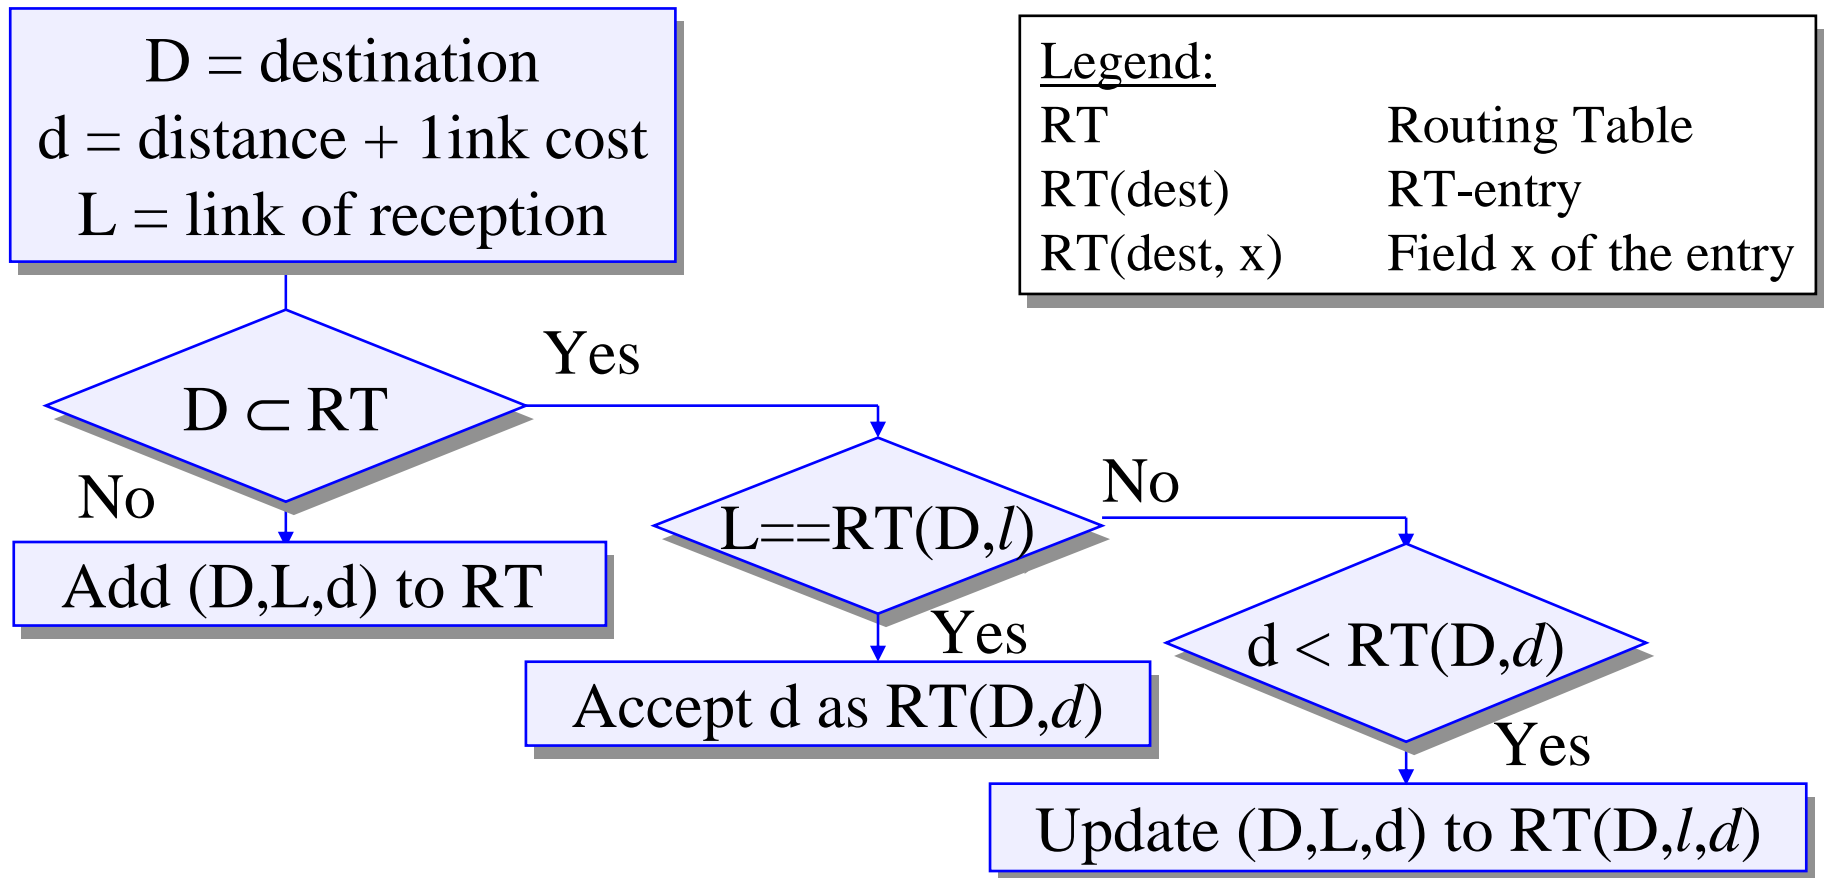 D = destination
d = distance + 1ink cost
L = link of reception
Legend:
RT Routing Table
RT(dest) RT-entry
RT(dest, x) Field x of the entry
D ⊂ RT
Yes
No
Add (D,L,d) to RT
L==RT(D,l)
No
Yes
Accept d as RT(D,d)
d < RT(D,d)
Yes
Update (D,L,d) to RT(D,l,d)